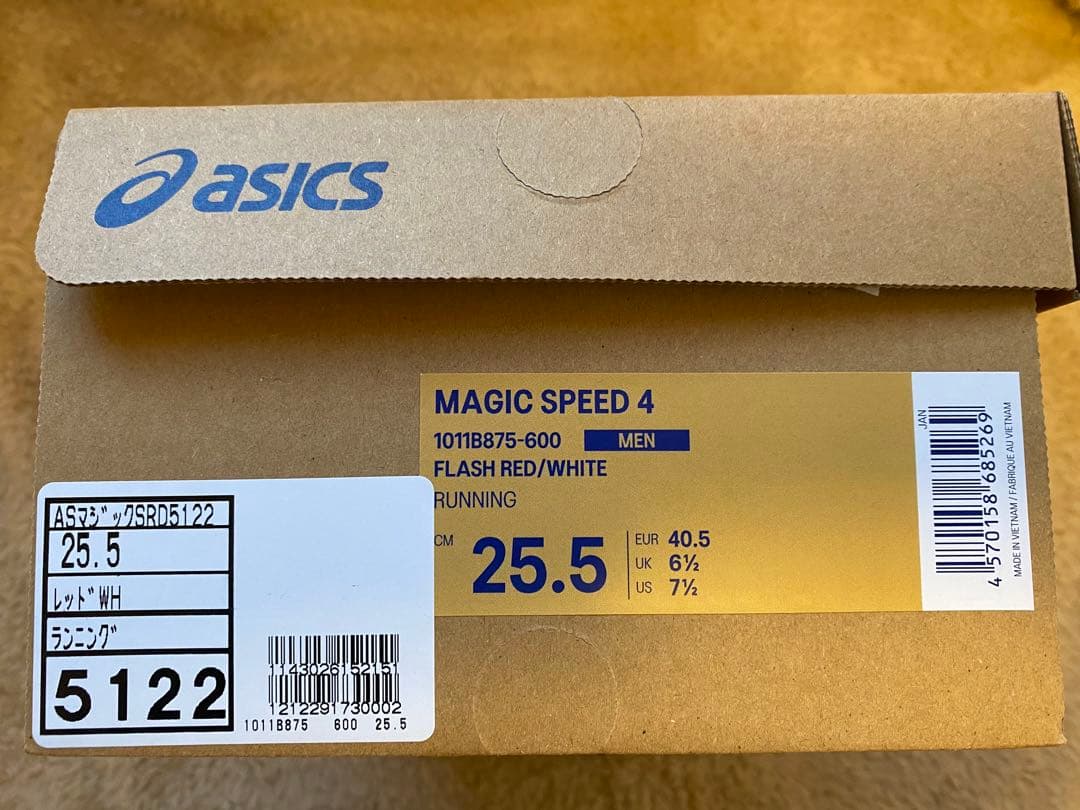 asics
MAGIC SPEED 4
1011B875-600 MEN
FLASH RED/WHITE
RUNNING
CM 25.5
EUR 40.5
UK 6½
US 7½
JAN
4 570158 685269
MADE IN VIETNAM / FABRIQUE AU VIETNAM
ASマジックSRD5122
25.5
レッドWH
ランニング
5122
1143026152151
1212291730002
1011B875 600 25.5